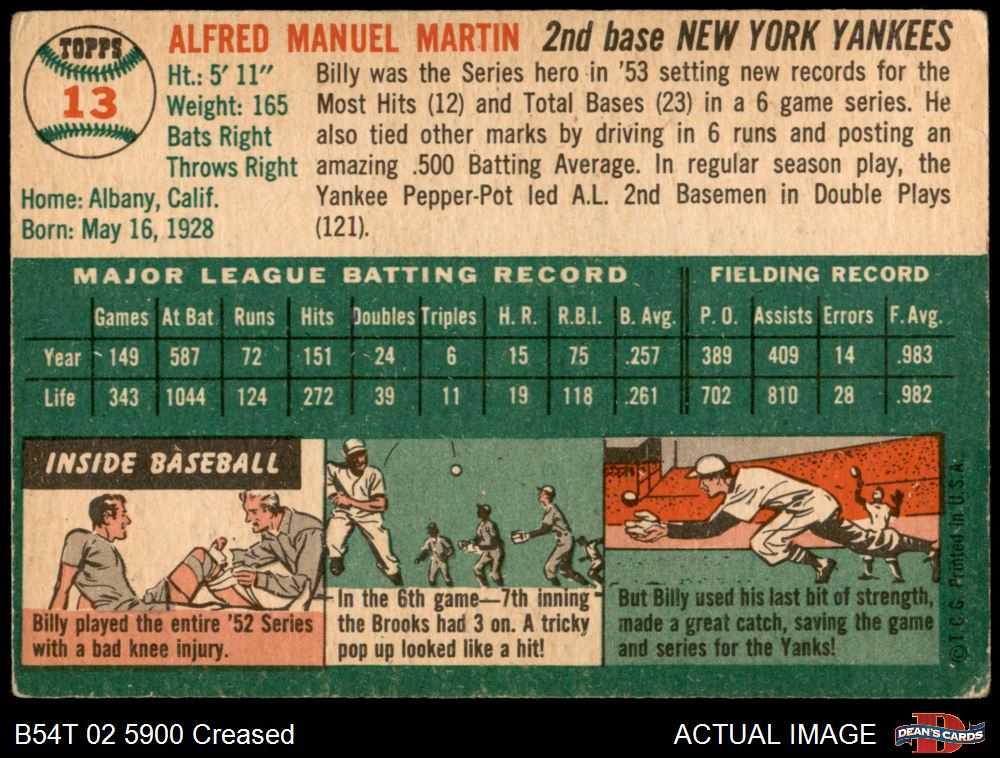 TOPPS
13
ALFRED MANUEL MARTIN 2nd base NEW YORK YANKEES
Ht.: 5' 11"
Weight: 165
Bats Right
Throws Right
Home: Albany, Calif.
Born: May 16, 1928
Billy was the Series hero in '53 setting new records for the
Most Hits (12) and Total Bases (23) in a 6 game series. He
also tied other marks by driving in 6 runs and posting an
amazing .500 Batting Average. In regular season play, the
Yankee Pepper-Pot led A.L. 2nd Basemen in Double Plays
(121).
MAJOR LEAGUE BATTING RECORD FIELDING RECORD
Games At Bat Runs Hits Doubles Triples H. R. R.B.I. B. Avg. P. O. Assists Errors F. Avg.
Year 149 587 72 151 24 6 15 75 .257 389 409 14 .983
Life 343 1044 124 272 39 11 19 118 .261 702 810 28 .982
INSIDE BASEBALL
Billy played the entire '52 Series
with a bad knee injury.
In the 6th game—7th inning
the Brooks had 3 on. A tricky
pop up looked like a hit!
But Billy used his last bit of strength,
made a great catch, saving the game
and series for the Yanks!
© T.C.G. Printed in U.S.A.
B54T 02 5900 Creased
ACTUAL IMAGE
D
DEAN'S CARDS